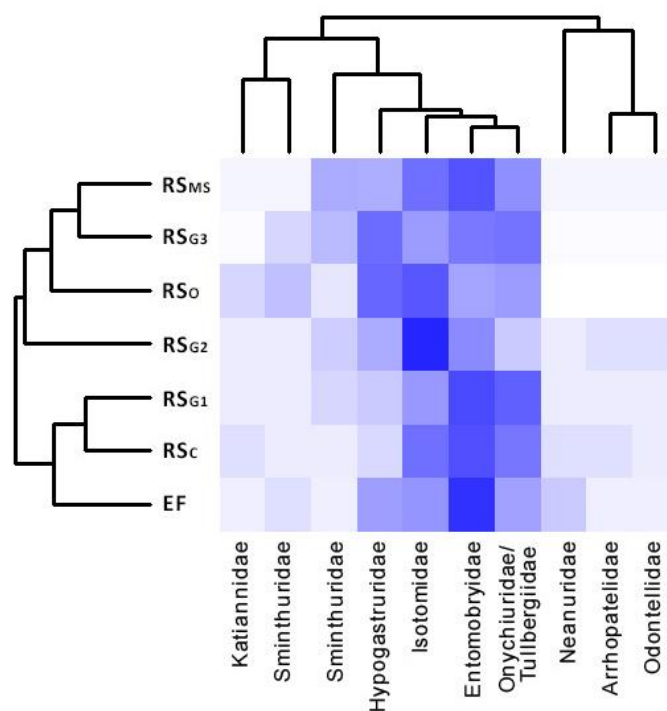 RSMS
RSG3
RSO
RSG2
RSG1
RSC
EF
Katiannidae
Sminthuridae
Sminthuridae
Hypogastruridae
Isotomidae
Entomobryidae
Onychiuridae/
Tullbergiidae
Neanuridae
Arrhopatelidae
Odontellidae